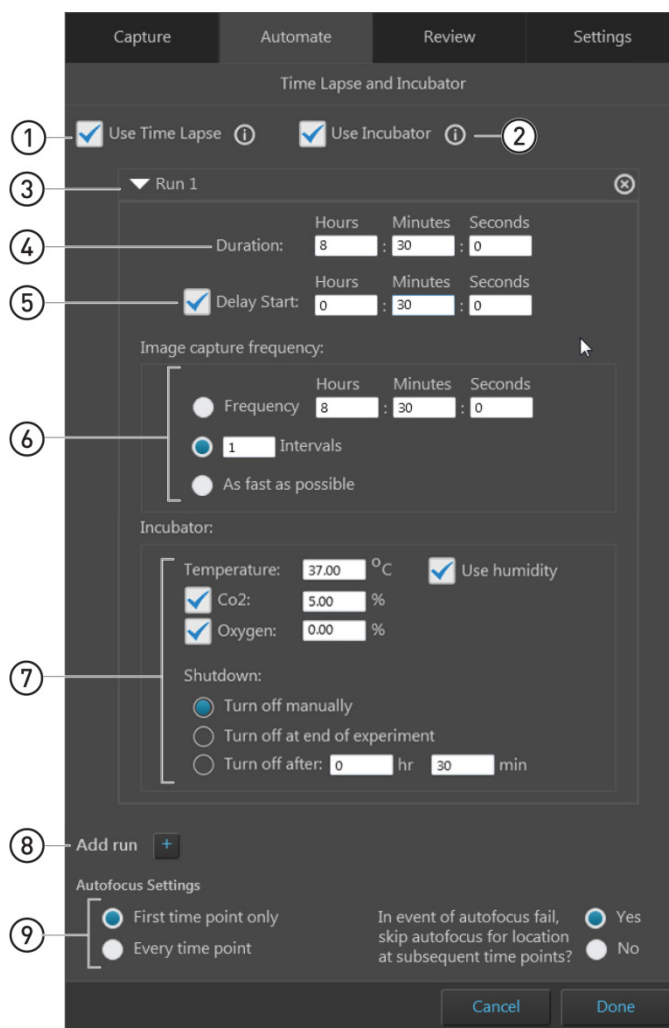 Capture Automate Review Settings
Time Lapse and Incubator
1 Use Time Lapse i Use Incubator i 2
3 Run 1
Hours Minutes Seconds
4 Duration: 8 : 30 : 0
Hours Minutes Seconds
5 Delay Start: 0 : 30 : 0
Image capture frequency:
Hours Minutes Seconds
Frequency 8 : 30 : 0
6
1 Intervals
As fast as possible
Incubator:
Temperature: 37.00 °C Use humidity
Co2: 5.00 %
Oxygen: 0.00 %
7
Shutdown:
Turn off manually
Turn off at end of experiment
Turn off after: 0 hr 30 min
8 Add run +
Autofocus Settings
9
First time point only
Every time point
In event of autofocus fail,
skip autofocus for location
at subsequent time points?
Yes
No
Cancel Done